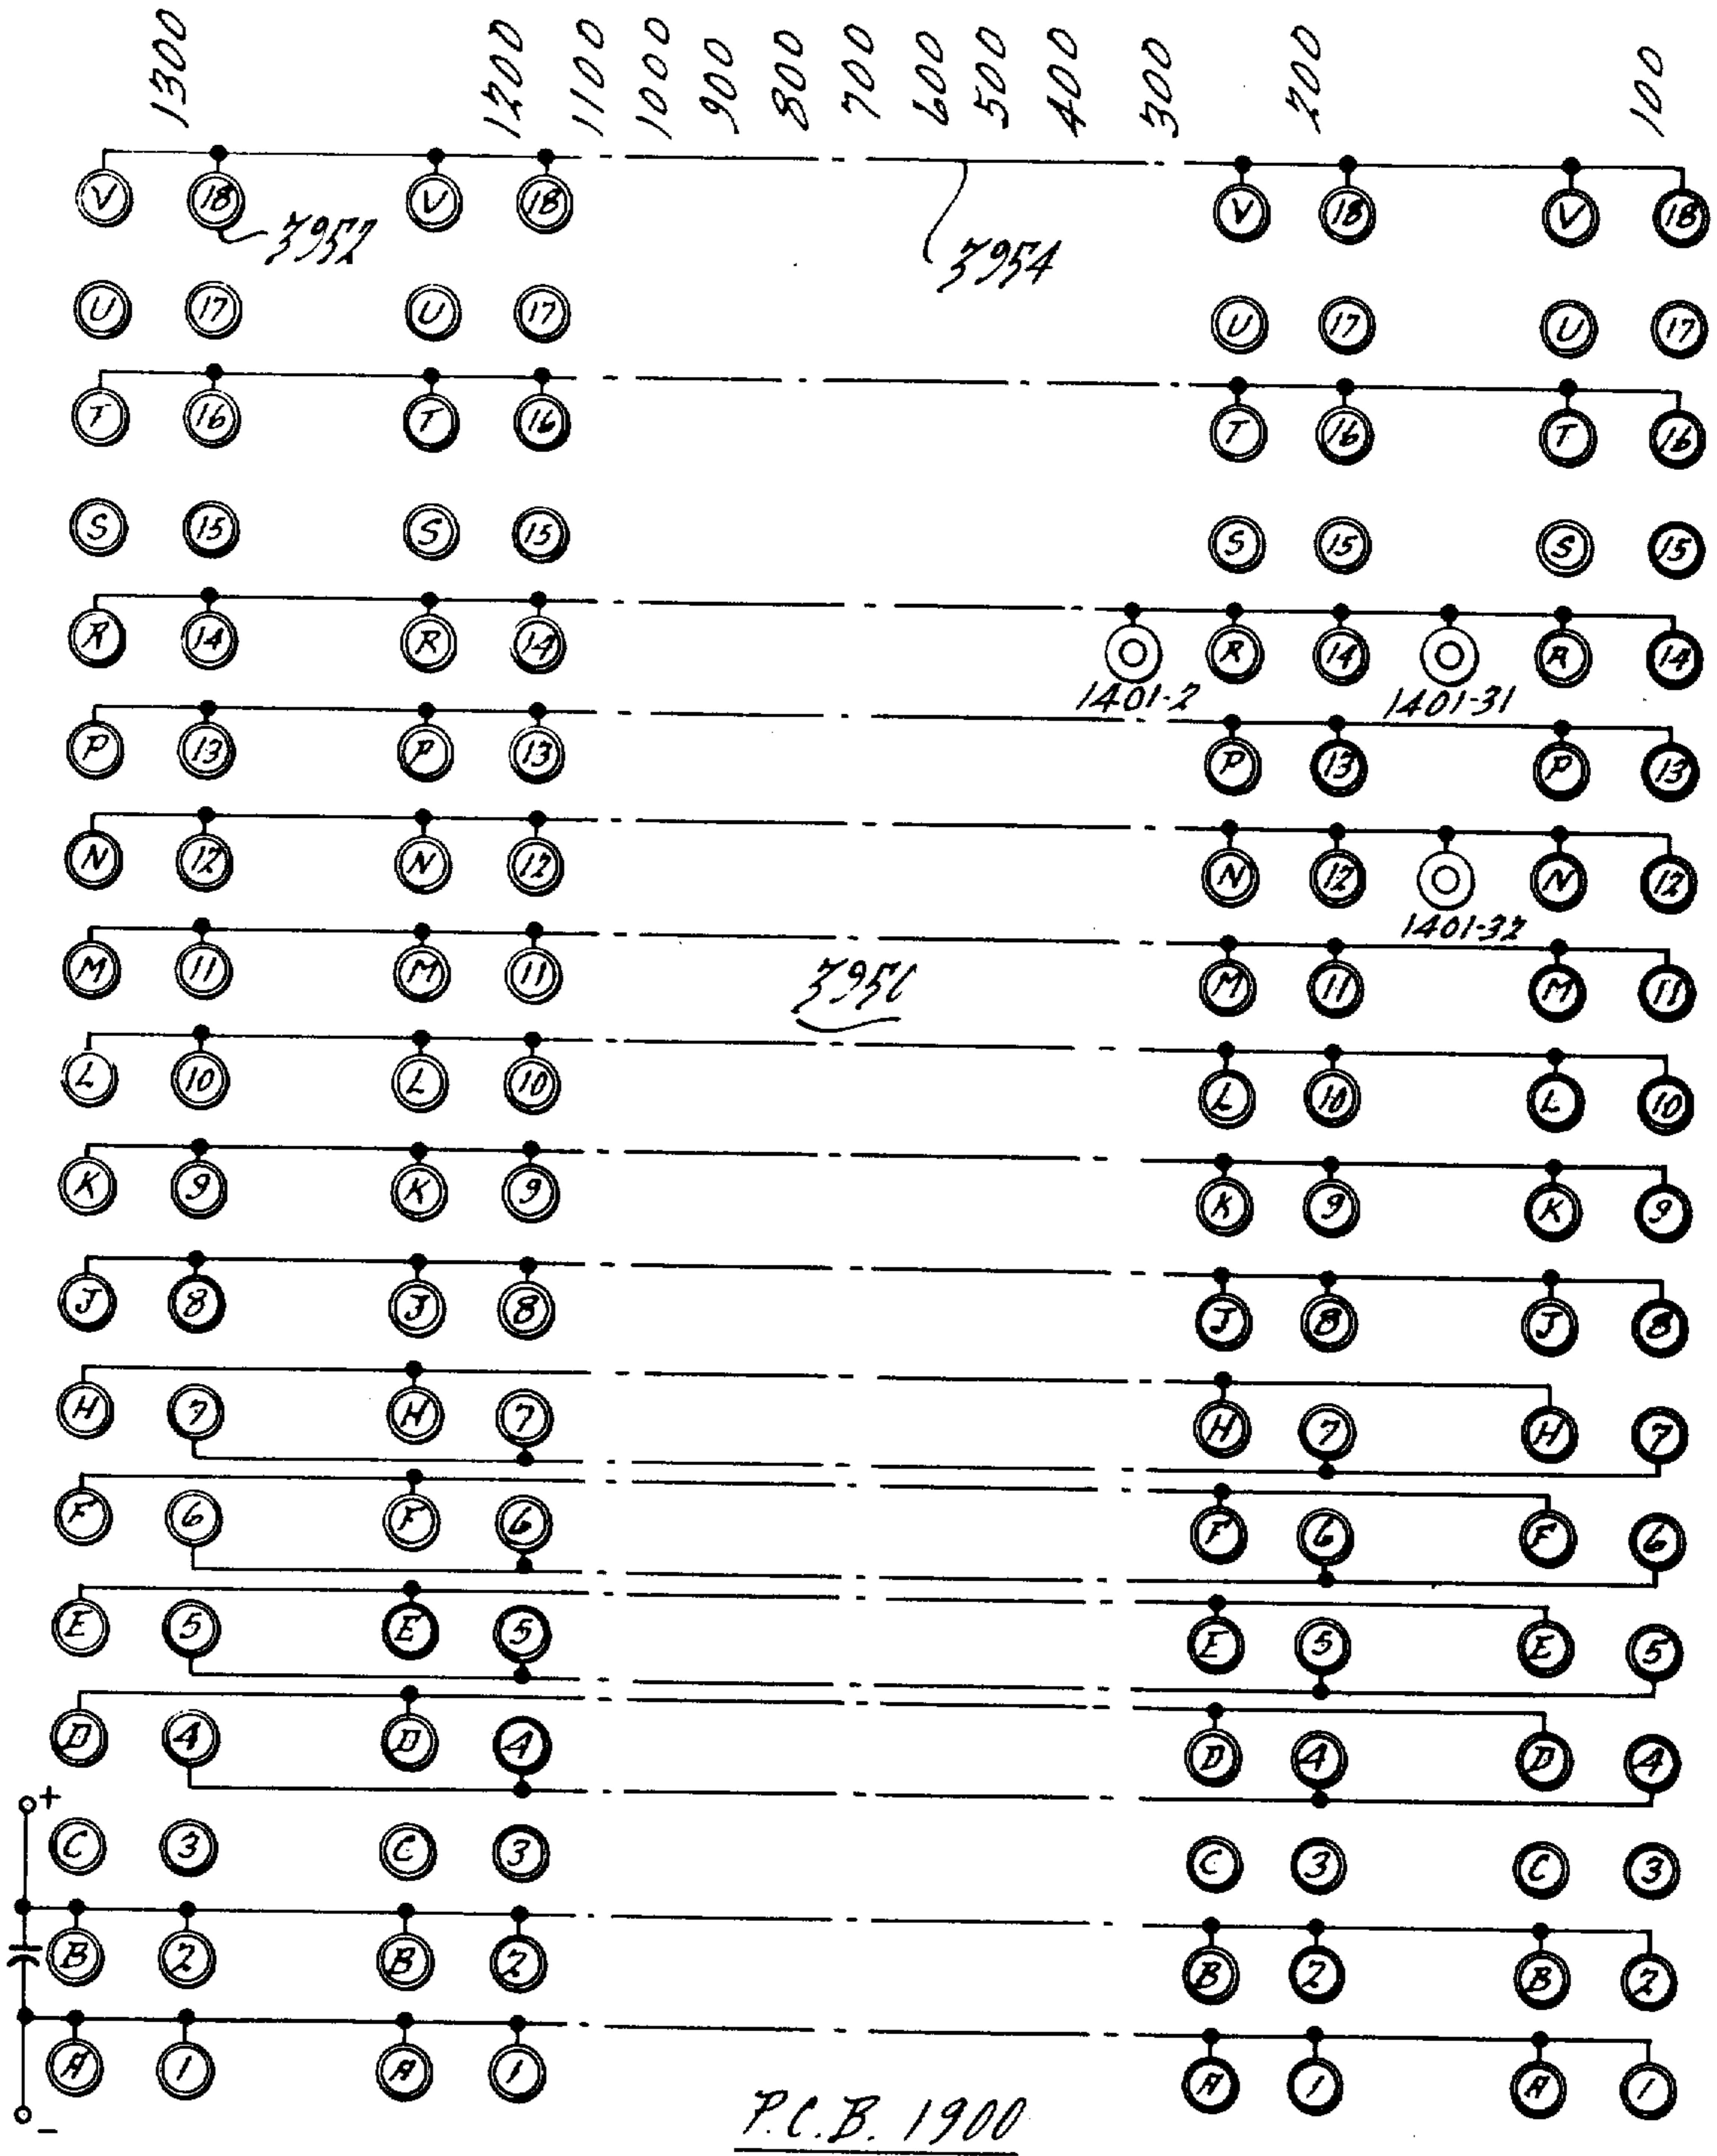 1300 1200 1100 1000 900 800 700 600 500 400 300 200 100
V 18 V 18 V 18 V 18
3952 3954
U 17 U 17 U 17 U 17
T 16 T 16 T 16 T 16
S 15 S 15 S 15 S 15
R 14 R 14 R 14 R 14
1401-2 1401-31
P 13 P 13 P 13 P 13
N 12 N 12 N 12 N 12
1401-32
M 11 M 11 M 11 M 11
L 10 L 10 L 10 L 10
K 9 K 9 K 9 K 9
J 8 J 8 J 8 J 8
H 7 H 7 H 7 H 7
F 6 F 6 F 6 F 6
E 5 E 5 E 5 E 5
D 4 D 4 D 4 D 4
+
C 3 C 3 C 3 C 3
B 2 B 2 B 2 B 2
A 1 A 1 A 1 A 1
-
P.C.B. 1900